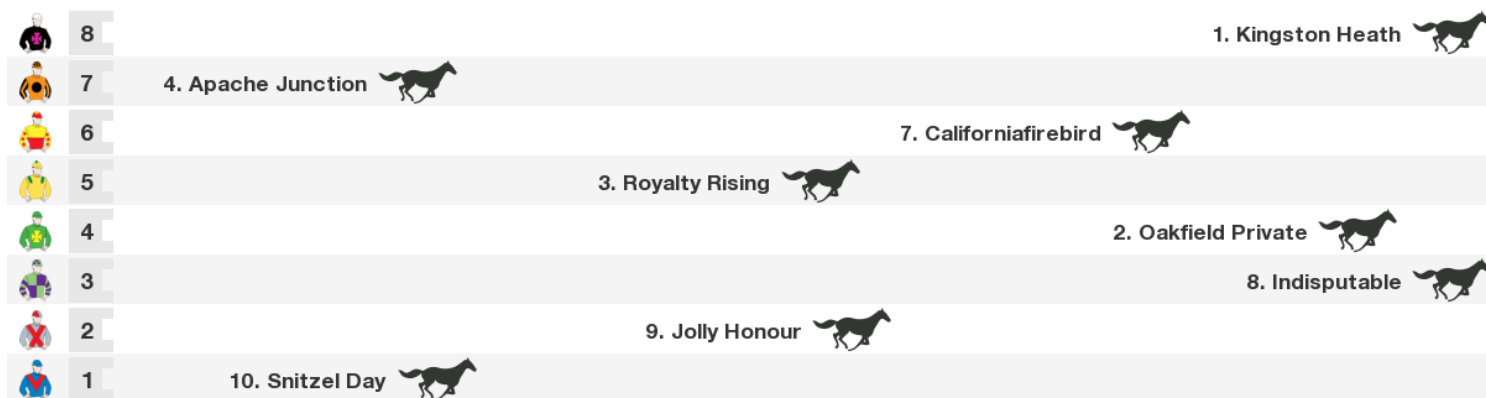 8 1. Kingston Heath
7 4. Apache Junction
6 7. Californiafirebird
5 3. Royalty Rising
4 2. Oakfield Private
3 8. Indisputable
2 9. Jolly Honour
1 10. Snitzel Day